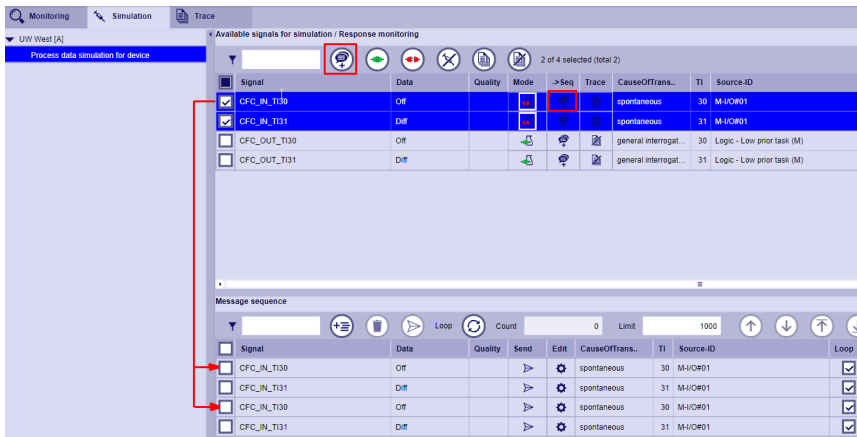 Monitoring Simulation Trace
UW West [A]
Process data simulation for device
Available signals for simulation / Response monitoring
2 of 4 selected (total 2)
Signal Data Quality Mode ->Seq Trace CauseOfTrans.. TI Source-ID
CFC_IN_TI30 Off spontaneous 30 M-I/O#01
CFC_IN_TI31 Diff spontaneous 31 M-I/O#01
CFC_OUT_TI30 Off general interrogat... 30 Logic - Low prior task (M)
CFC_OUT_TI31 Diff general interrogat... 31 Logic - Low prior task (M)
Message sequence
Loop Count 0 Limit 1000
Signal Data Quality Send Edit CauseOfTrans.. TI Source-ID Loop
CFC_IN_TI30 Off spontaneous 30 M-I/O#01
CFC_IN_TI31 Diff spontaneous 31 M-I/O#01
CFC_IN_TI30 Off spontaneous 30 M-I/O#01
CFC_IN_TI31 Diff spontaneous 31 M-I/O#01